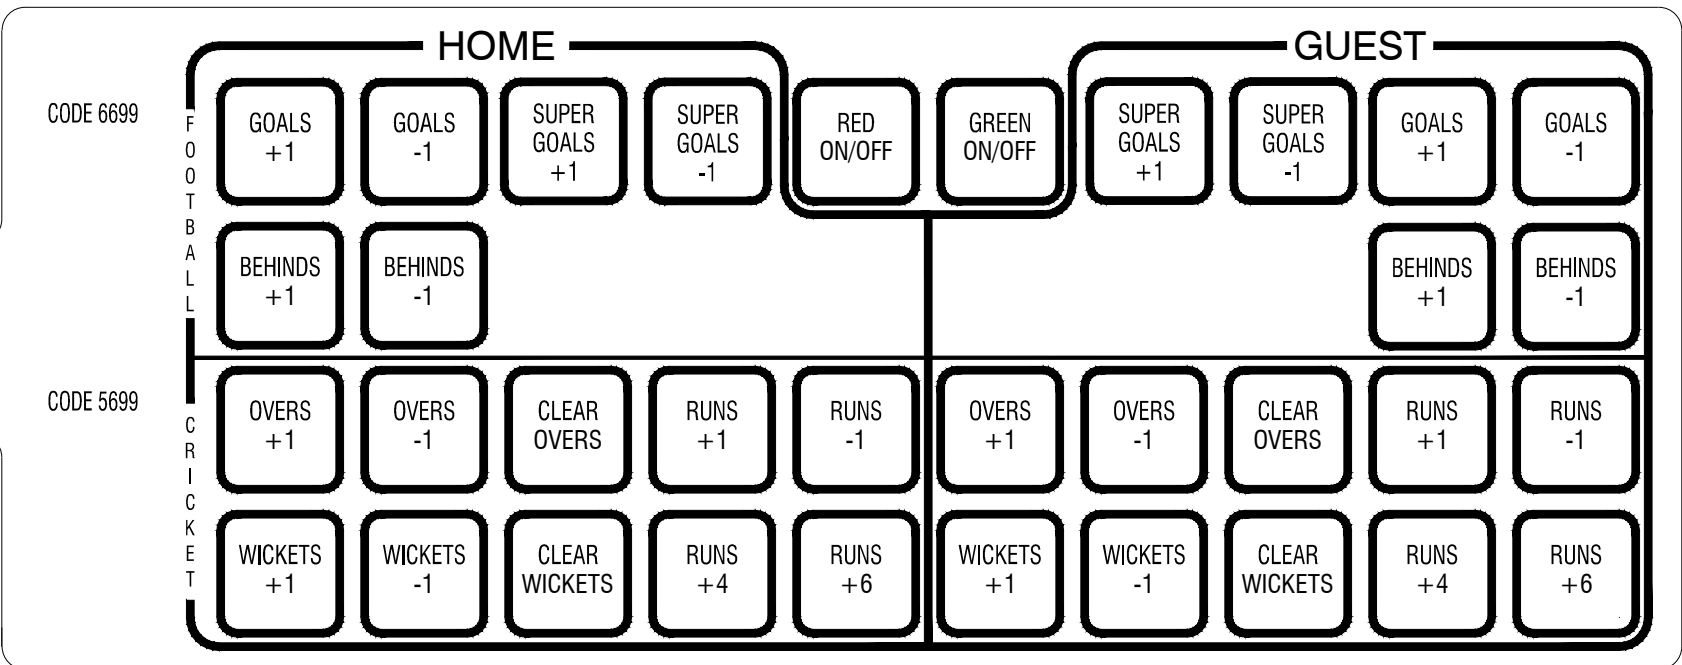 HOME
GUEST
CODE 6699
FOOTBALL
GOALS
+1
GOALS
-1
SUPER
GOALS
+1
SUPER
GOALS
-1
RED
ON/OFF
GREEN
ON/OFF
SUPER
GOALS
+1
SUPER
GOALS
-1
GOALS
+1
GOALS
-1
BEHINDS
+1
BEHINDS
-1
BEHINDS
+1
BEHINDS
-1
CODE 5699
CRICKET
OVERS
+1
OVERS
-1
CLEAR
OVERS
RUNS
+1
RUNS
-1
OVERS
+1
OVERS
-1
CLEAR
OVERS
RUNS
+1
RUNS
-1
WICKETS
+1
WICKETS
-1
CLEAR
WICKETS
RUNS
+4
RUNS
+6
WICKETS
+1
WICKETS
-1
CLEAR
WICKETS
RUNS
+4
RUNS
+6